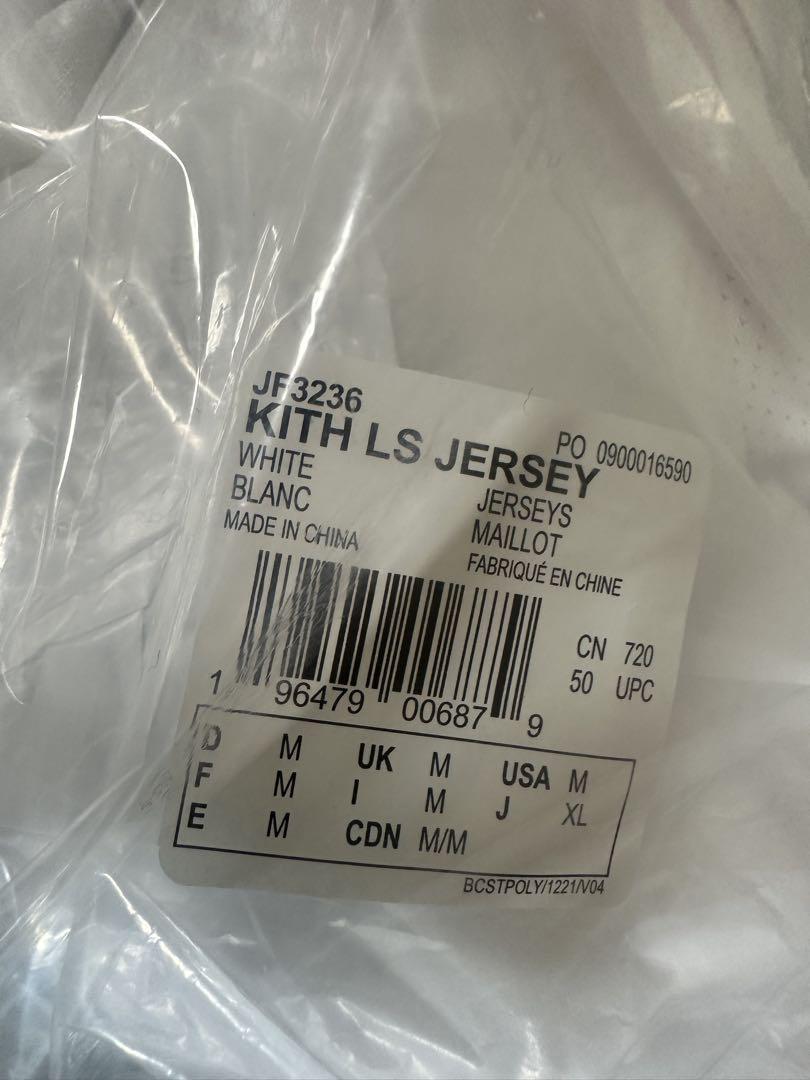 JF3236
KITH LS JERSEY PO 0900016590
WHITE JERSEYS
BLANC MAILLOT
MADE IN CHINA FABRIQUÉ EN CHINE
CN 720
50 UPC
1 96479 00687 9
D M UK M USA M
F M I M J XL
E M CDN M/M
BCSTPOLY/1221/V04